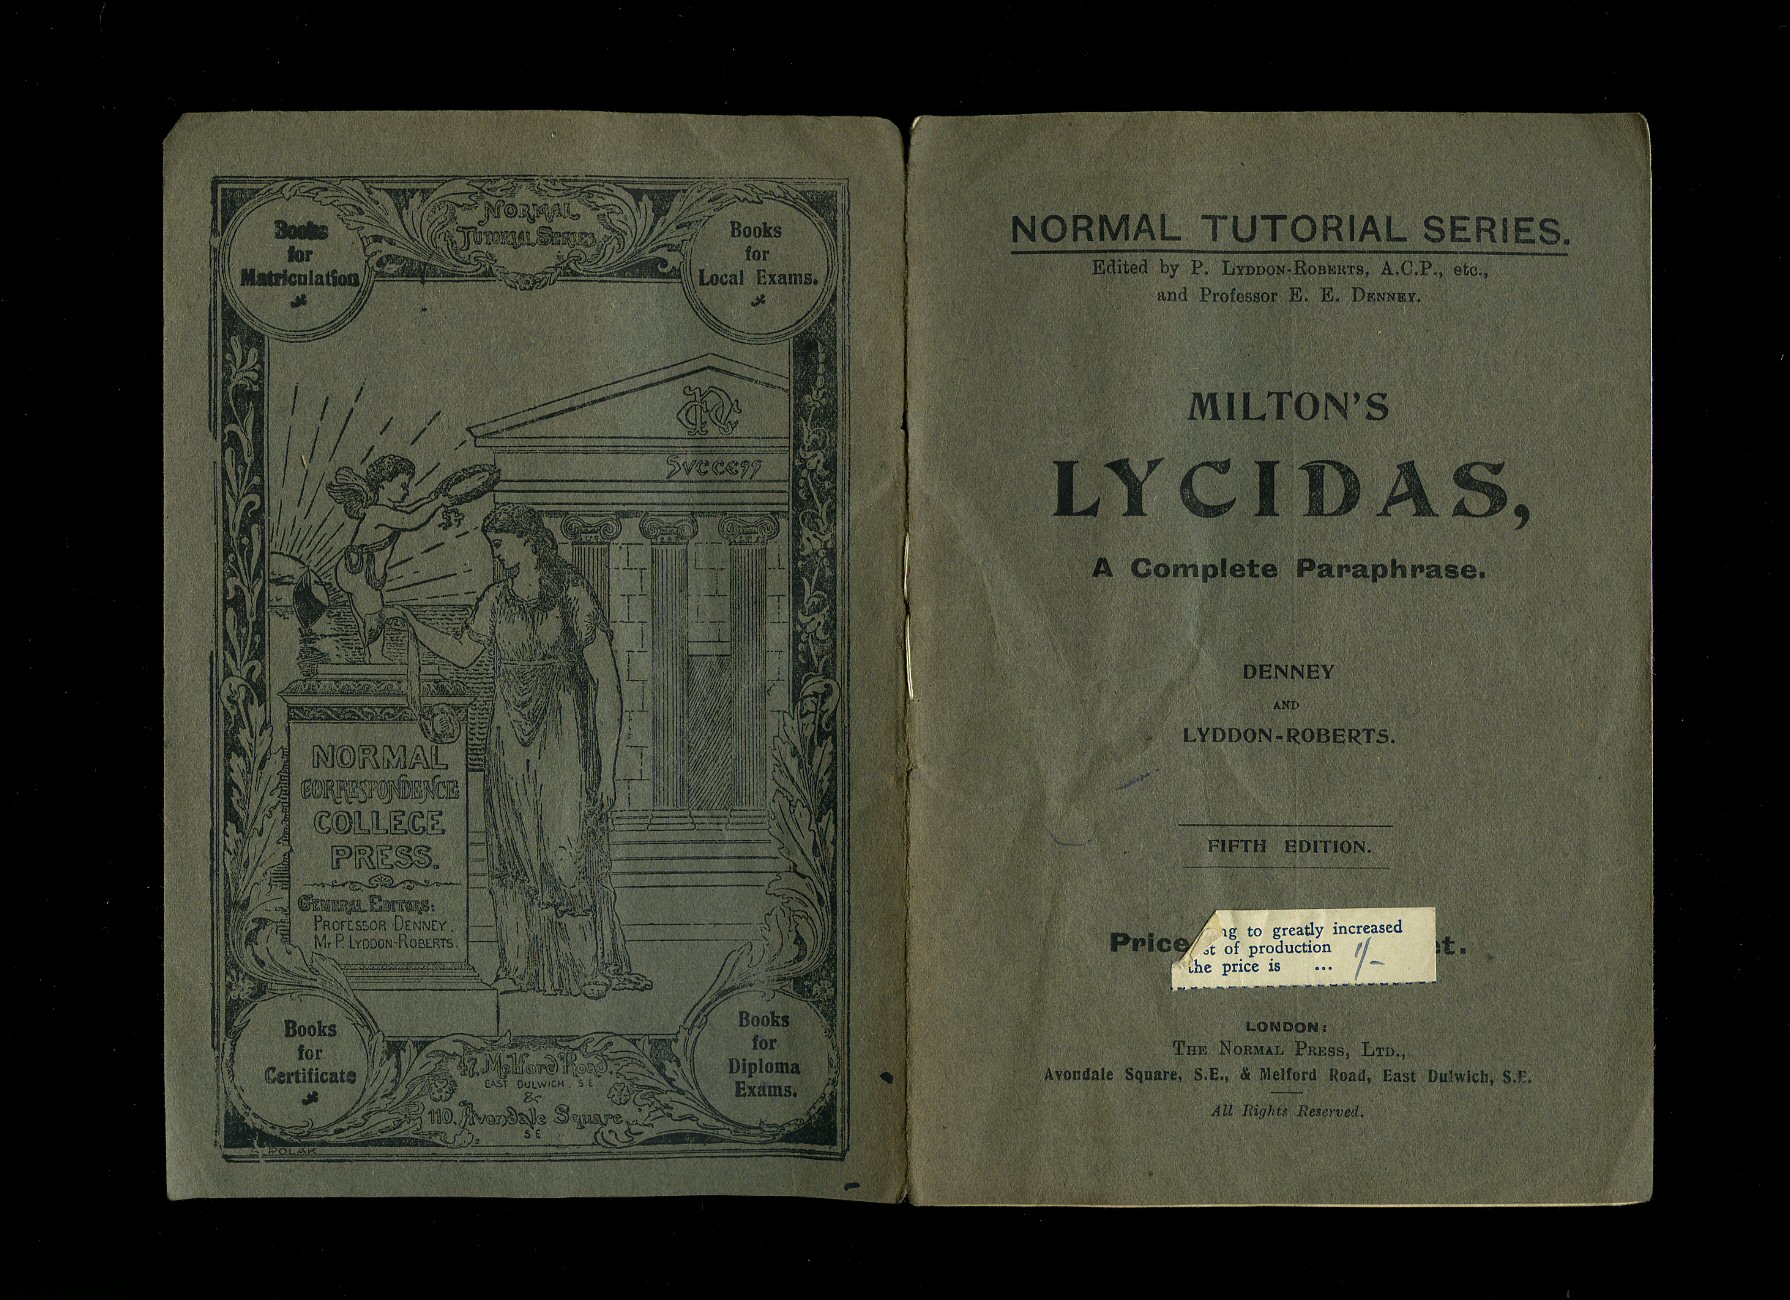 Books
for
Matriculation
NORMAL
TUTORIAL SERIES
Books
for
Local Exams.
SVCCESS
NORMAL
CORRESPONDENCE
COLLEGE
PRESS.
GENERAL EDITORS:
PROFESSOR DENNEY.
Mr P. LYDDON-ROBERTS.
Books
for
Certificate
47, Melford Road.
EAST DULWICH. S.E
&
110, Avondale Square
S.E
Books
for
Diploma
Exams.
S. POLAK
NORMAL TUTORIAL SERIES.
Edited by P. LYDDON-ROBERTS, A.C.P., etc.,
and Professor E. E. DENNEY.
MILTON'S
LYCIDAS,
A Complete Paraphrase.
DENNEY
AND
LYDDON-ROBERTS.
FIFTH EDITION.
Price et.
ng to greatly increased
st of production
the price is ... 1/-
LONDON:
THE NORMAL PRESS, LTD.,
Avondale Square, S.E., & Melford Road, East Dulwich, S.E.
All Rights Reserved.